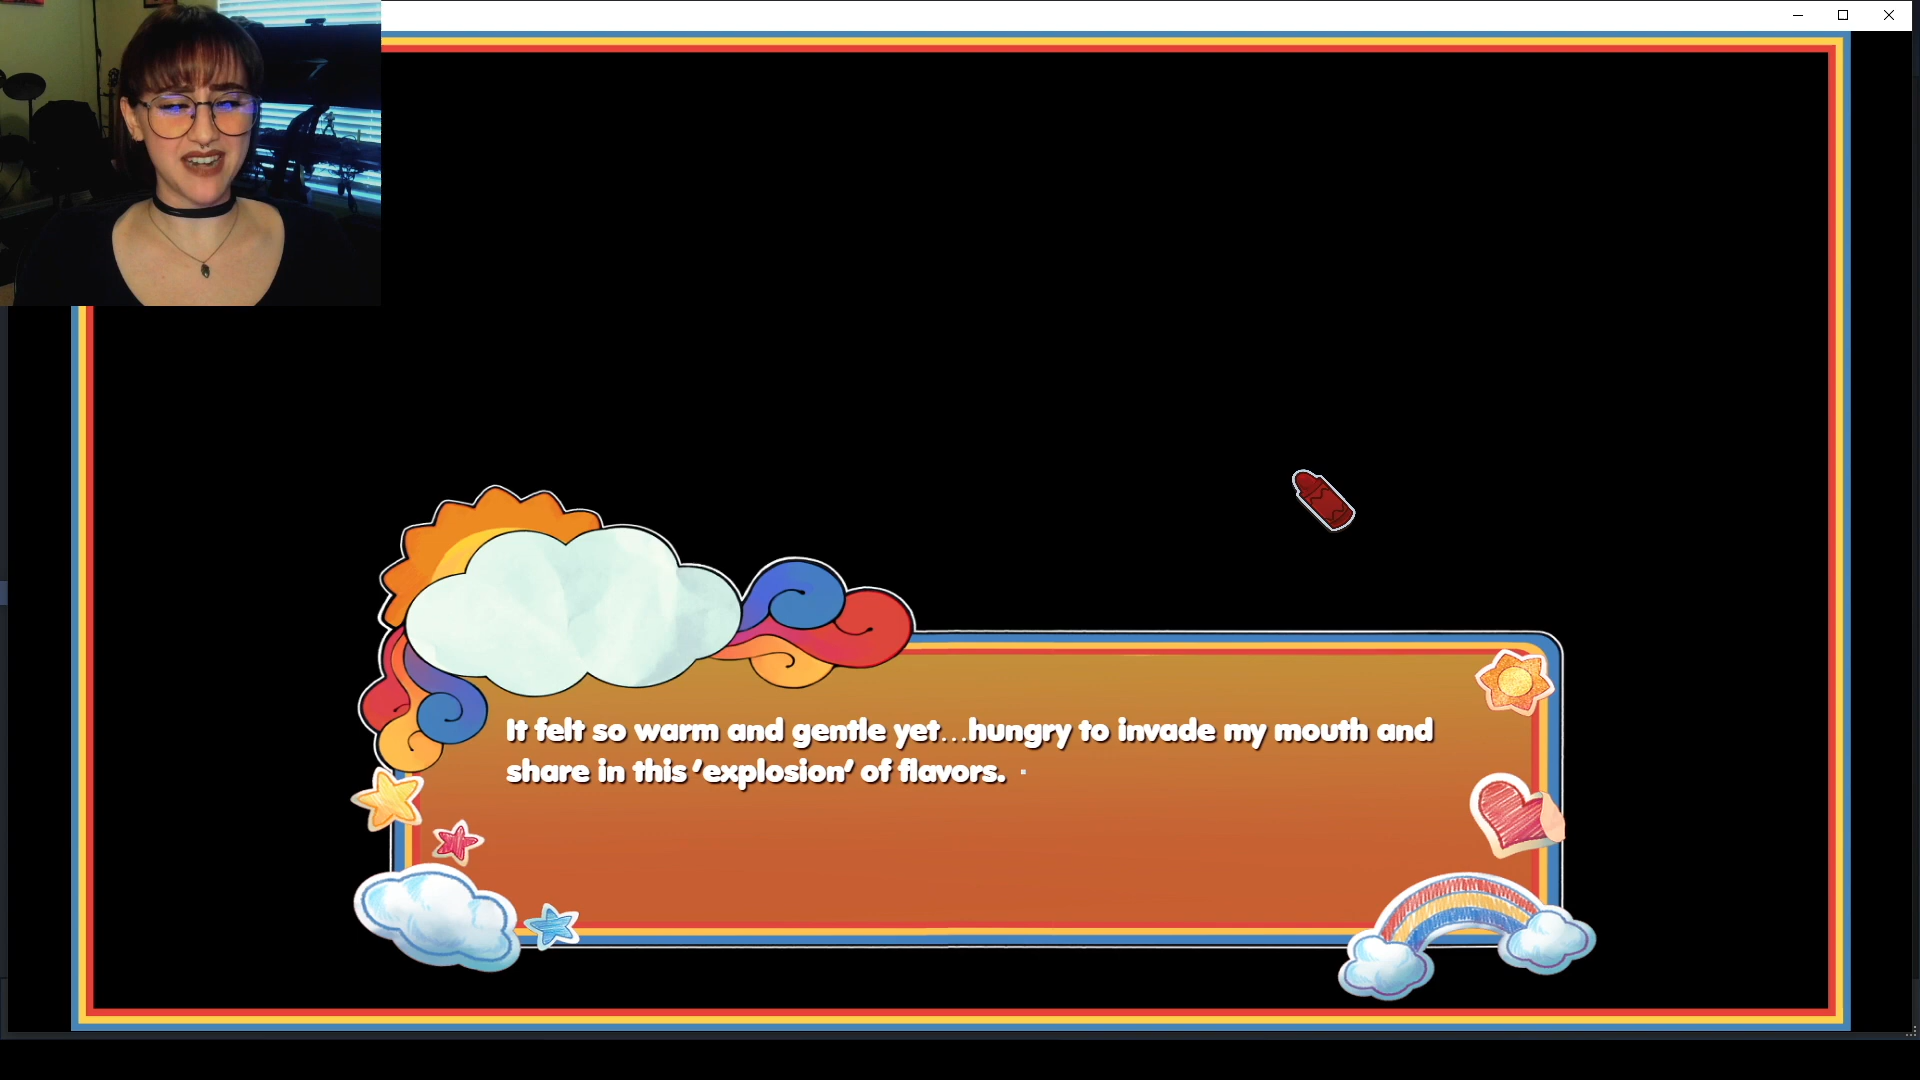 It felt so warm and gentle yet...hungry to invade my mouth and
share in this 'explosion' of flavors.